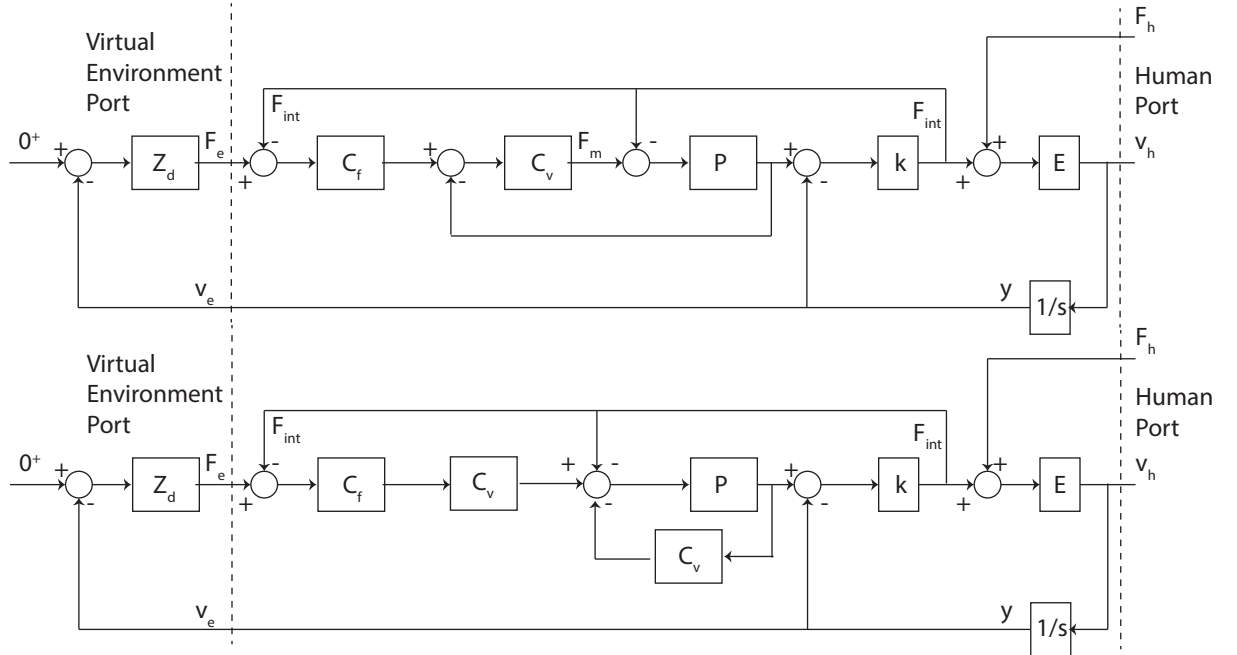 F_h
Virtual
Environment
Port
Human
Port
F_int
F_int
0⁺
+
-
Z_d
F_e
+
-
C_f
+
-
C_v
F_m
-
P
+
-
k
+
+
E
v_h
v_e
y
1/s
F_h
Virtual
Environment
Port
Human
Port
F_int
F_int
0⁺
+
-
Z_d
F_e
+
-
C_f
C_v
+
-
-
P
+
-
k
+
+
E
v_h
C_v
v_e
y
1/s